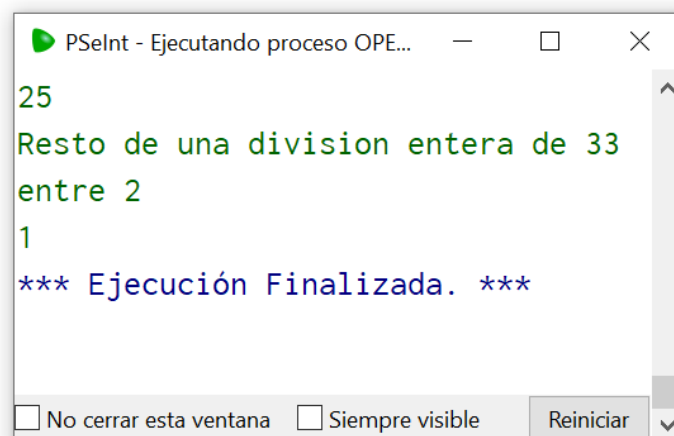 PSeInt - Ejecutando proceso OPE...
25
Resto de una division entera de 33
entre 2
1
*** Ejecución Finalizada. ***
No cerrar esta ventana Siempre visible Reiniciar